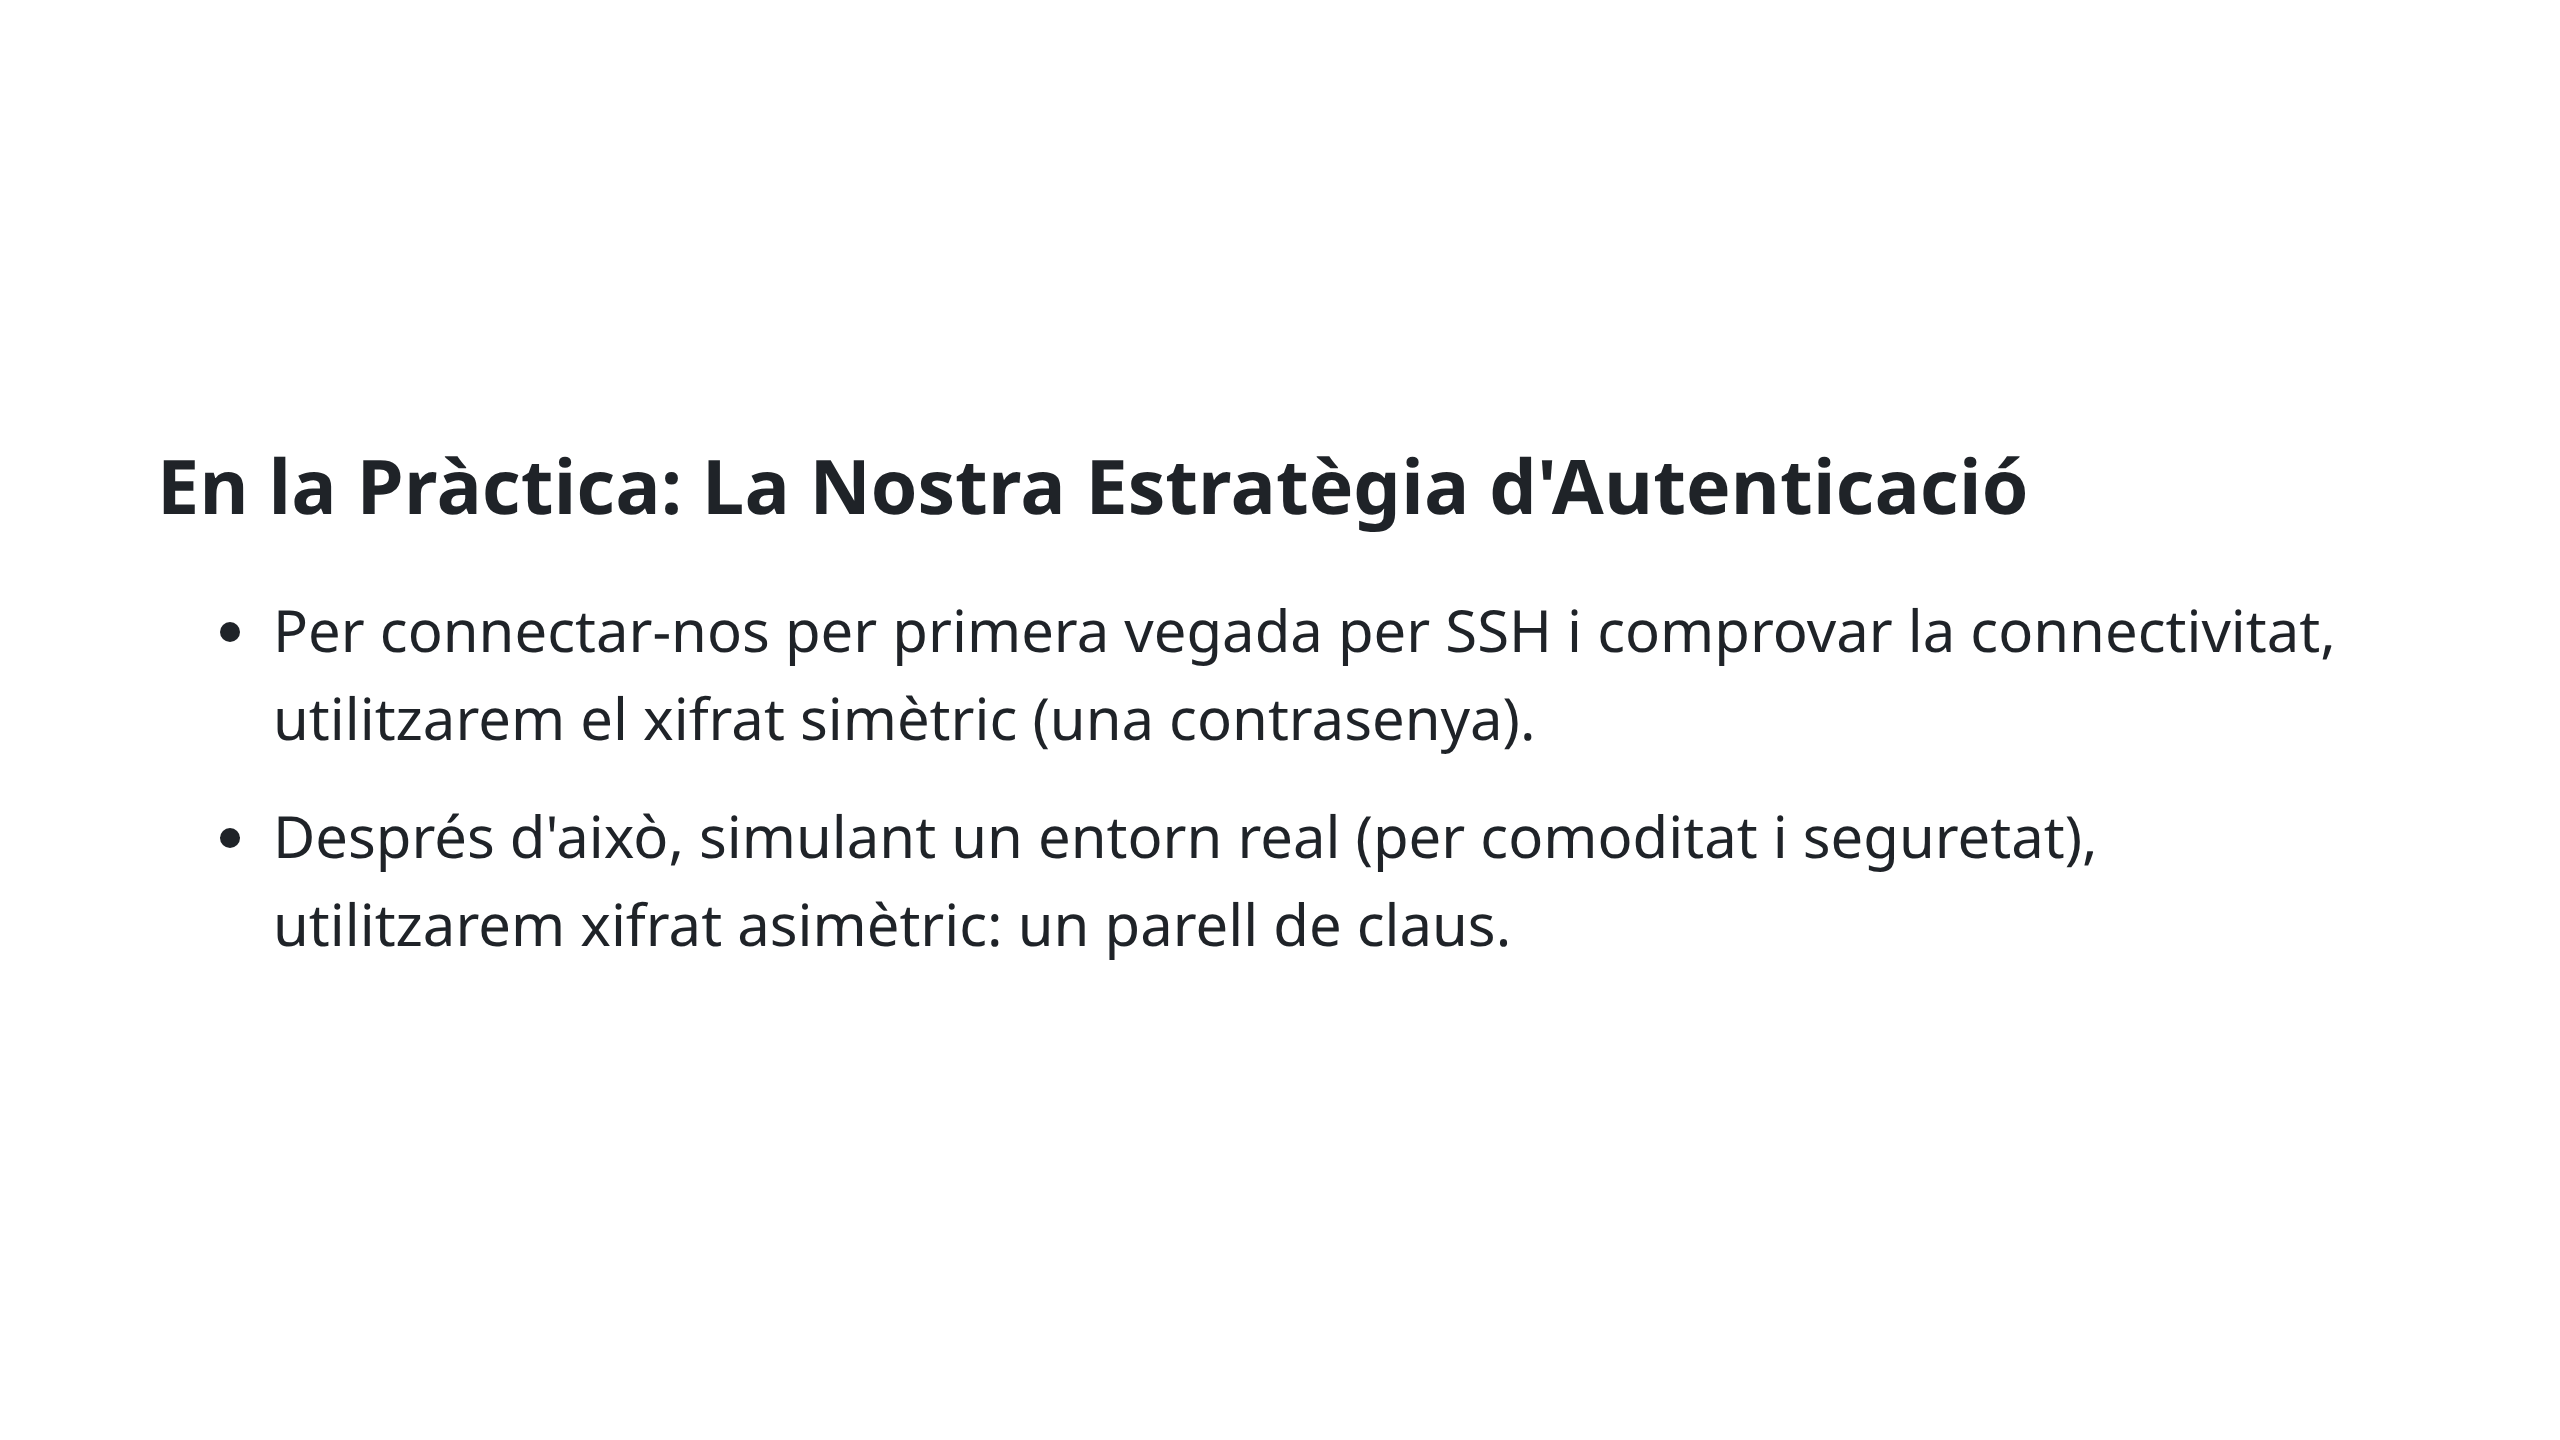 En la Pràctica: La Nostra Estratègia d'Autenticació
• Per connectar-nos per primera vegada per SSH i comprovar la connectivitat,
utilitzarem el xifrat simètric (una contrasenya).
• Després d'això, simulant un entorn real (per comoditat i seguretat),
utilitzarem xifrat asimètric: un parell de claus.